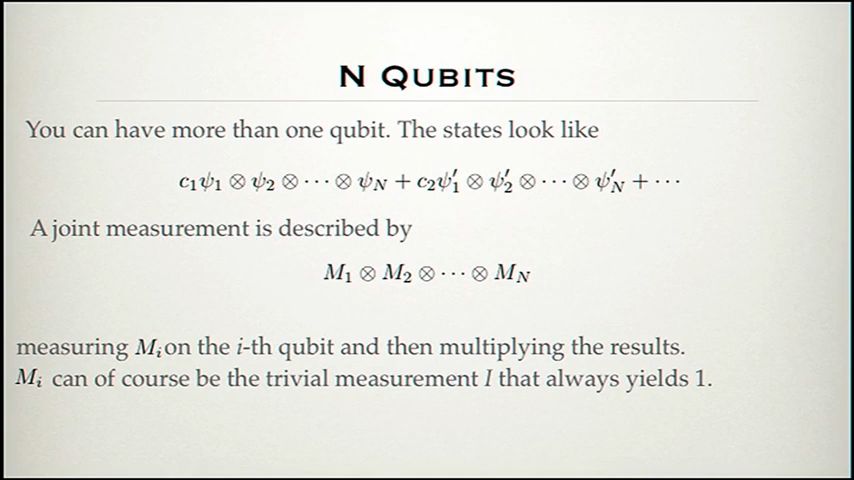 N QUBITS
You can have more than one qubit. The states look like
c₁ψ₁ ⊗ ψ₂ ⊗ ··· ⊗ ψ_N + c₂ψ′₁ ⊗ ψ′₂ ⊗ ··· ⊗ ψ′_N + ···
A joint measurement is described by
M₁ ⊗ M₂ ⊗ ··· ⊗ M_N
measuring Mᵢ on the i-th qubit and then multiplying the results.
Mᵢ can of course be the trivial measurement I that always yields 1.